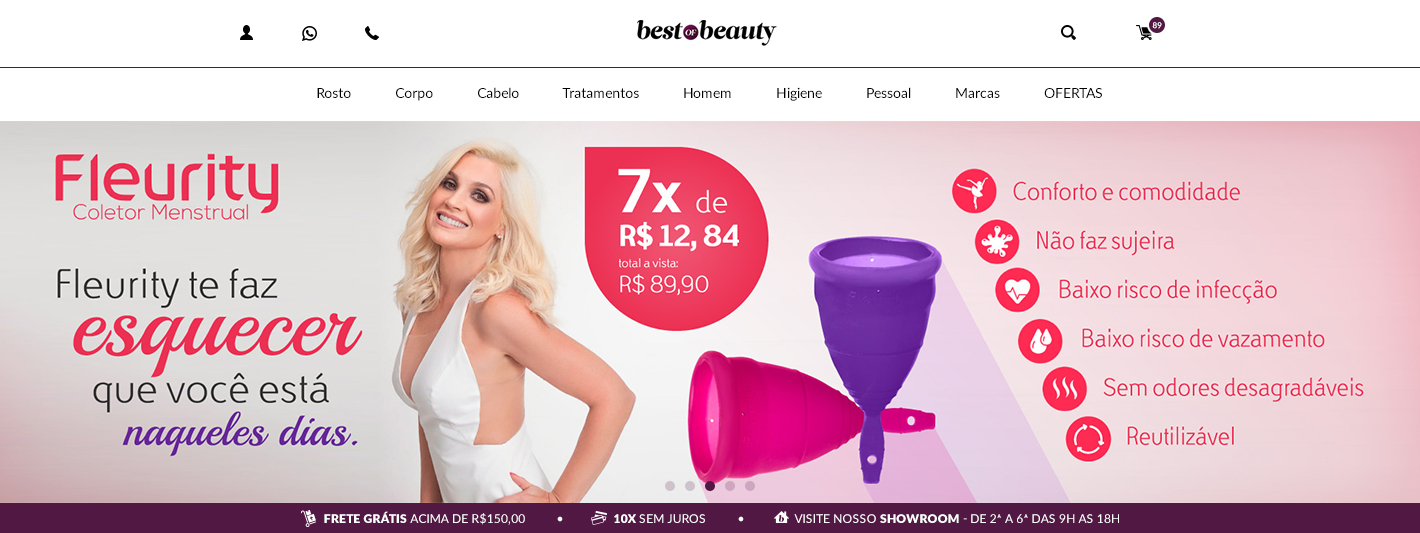 best OF beauty
89
Rosto Corpo Cabelo Tratamentos Homem Higiene Pessoal Marcas OFERTAS
Fleurity
Coletor Menstrual
Fleurity te faz
esquecer
que você está
naqueles dias.
7x de
R$ 12, 84
total a vista:
R$ 89,90
Conforto e comodidade
Não faz sujeira
Baixo risco de infecção
Baixo risco de vazamento
Sem odores desagradáveis
Reutilizável
FRETE GRÁTIS ACIMA DE R$150,00 • 10X SEM JUROS • VISITE NOSSO SHOWROOM - DE 2ª A 6ª DAS 9H AS 18H